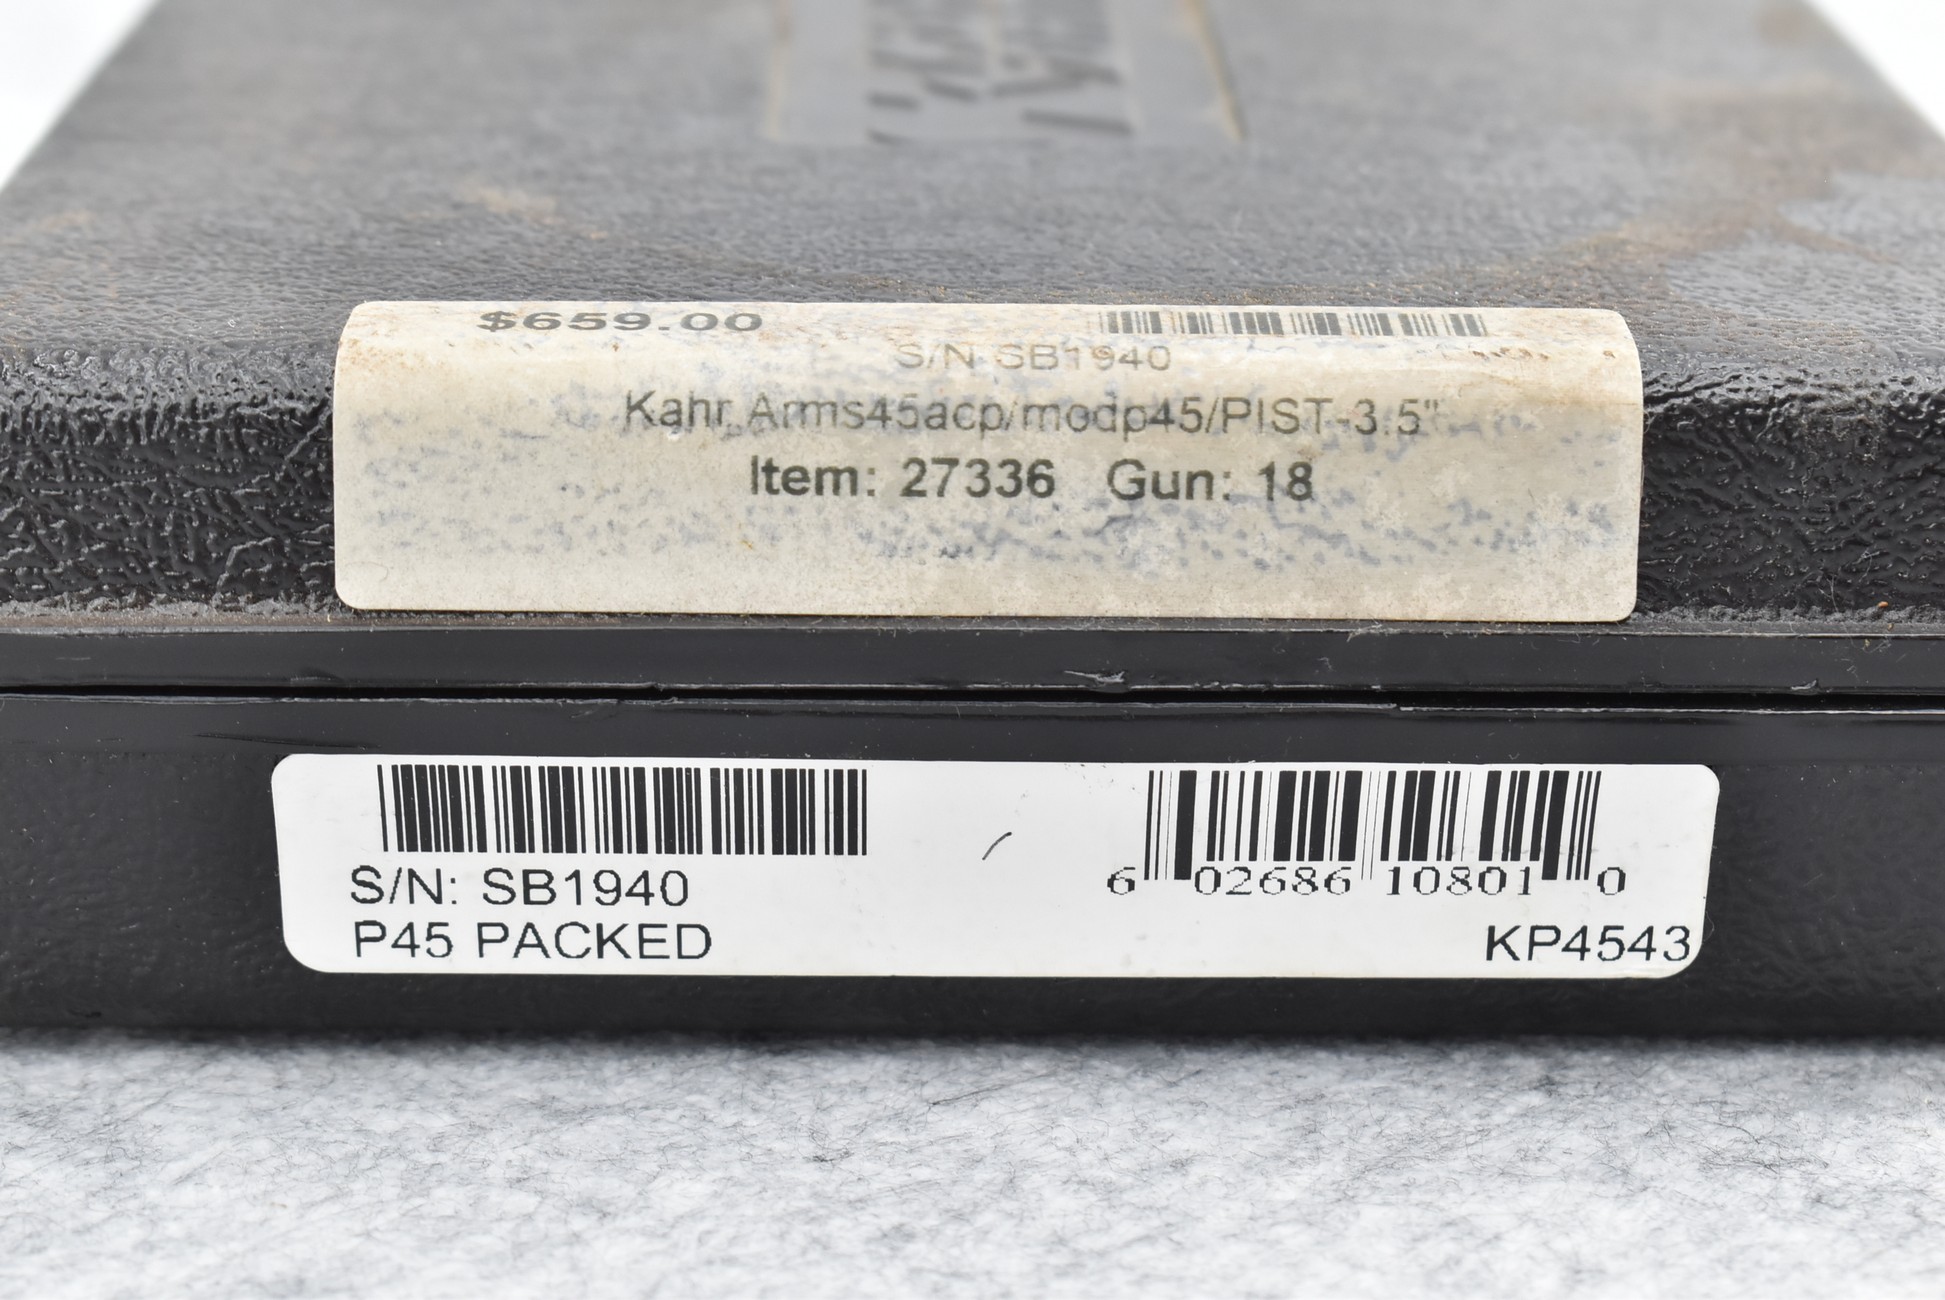 $659.00
S/N SB1940
Kahr Arms45acp/modp45/PIST-3.5"
Item: 27336 Gun: 18
S/N: SB1940
P45 PACKED
6 02686 10801 0
KP4543